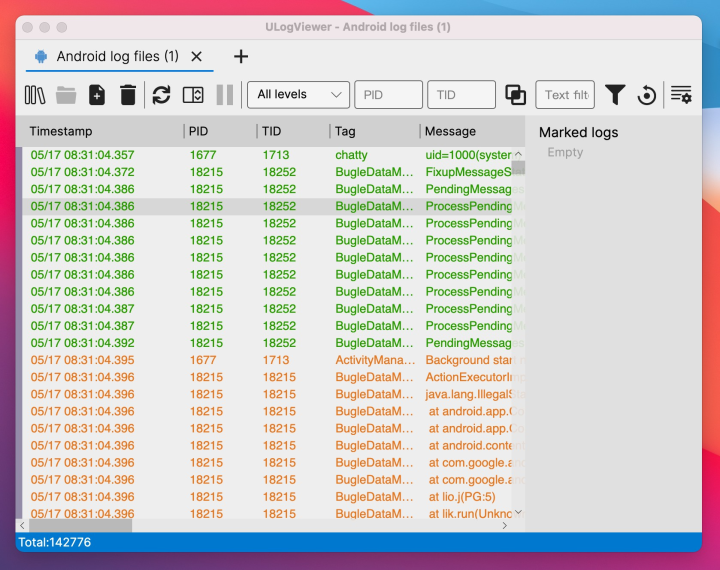 ULogViewer - Android log files (1)
Android log files (1)
All levels PID TID Text filt
Timestamp PID TID Tag Message
05/17 08:31:04.357 1677 1713 chatty uid=1000(system
05/17 08:31:04.372 18215 18252 BugleDataM... FixupMessageS
05/17 08:31:04.386 18215 18252 BugleDataM... PendingMessages
05/17 08:31:04.386 18215 18252 BugleDataM... ProcessPending
05/17 08:31:04.386 18215 18252 BugleDataM... ProcessPending
05/17 08:31:04.386 18215 18252 BugleDataM... ProcessPending
05/17 08:31:04.386 18215 18252 BugleDataM... ProcessPending
05/17 08:31:04.386 18215 18252 BugleDataM... ProcessPending
05/17 08:31:04.386 18215 18252 BugleDataM... ProcessPending
05/17 08:31:04.387 18215 18252 BugleDataM... ProcessPending
05/17 08:31:04.387 18215 18252 BugleDataM... ProcessPending
05/17 08:31:04.392 18215 18252 BugleDataM... PendingMessages
05/17 08:31:04.395 1677 1713 ActivityMana... Background start
05/17 08:31:04.396 18215 18215 BugleDataM... ActionExecutorImp
05/17 08:31:04.396 18215 18215 BugleDataM... java.lang.IllegalSt
05/17 08:31:04.396 18215 18215 BugleDataM... at android.app.Co
05/17 08:31:04.396 18215 18215 BugleDataM... at android.app.Co
05/17 08:31:04.396 18215 18215 BugleDataM... at android.conten
05/17 08:31:04.396 18215 18215 BugleDataM... at com.google.an
05/17 08:31:04.396 18215 18215 BugleDataM... at com.google.an
05/17 08:31:04.396 18215 18215 BugleDataM... at lio.j(PG:5)
05/17 08:31:04.396 18215 18215 BugleDataM... at lik.run(Unkno
Marked logs
Empty
Total:142776